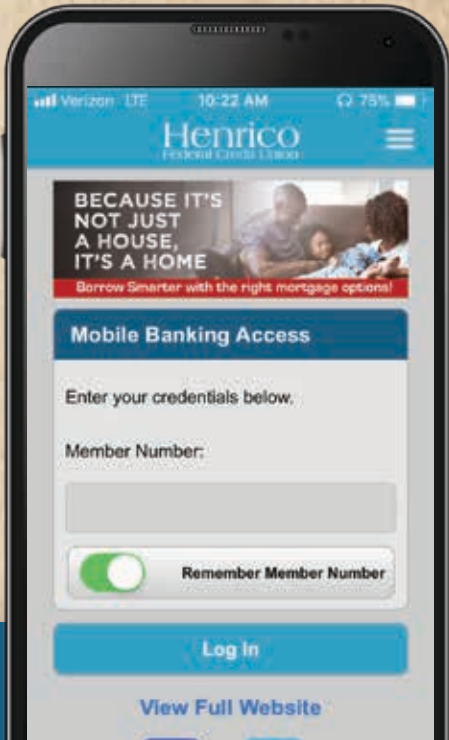 Verizon LTE 10:22 AM 75%
Henrico
Federal Credit Union
BECAUSE IT'S
NOT JUST
A HOUSE,
IT'S A HOME
Borrow Smarter with the right mortgage options!
Mobile Banking Access
Enter your credentials below.
Member Number:
Remember Member Number
Log In
View Full Website